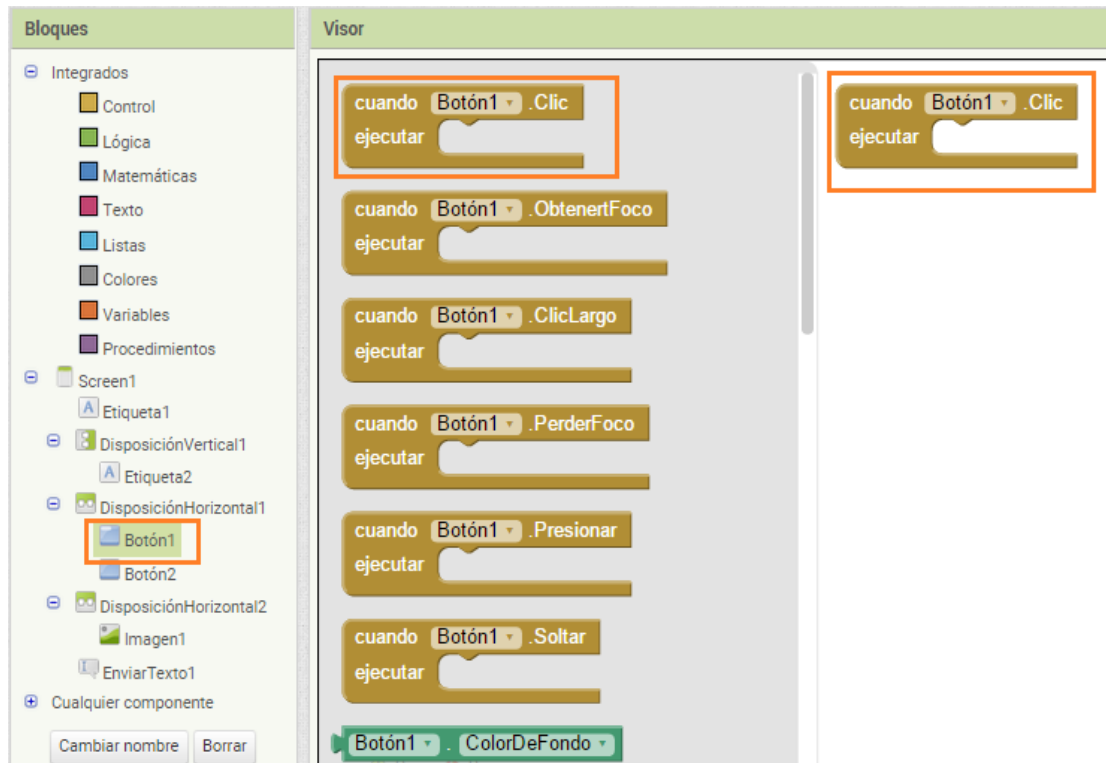 Bloques
Integrados
Control
Lógica
Matemáticas
Texto
Listas
Colores
Variables
Procedimientos
Screen1
A Etiqueta1
DisposiciónVertical1
A Etiqueta2
DisposiciónHorizontal1
Botón1
Botón2
DisposiciónHorizontal2
Imagen1
EnviarTexto1
Cualquier componente
Cambiar nombre Borrar
Visor
cuando Botón1 .Clic
ejecutar
cuando Botón1 .ObtenertFoco
ejecutar
cuando Botón1 .ClicLargo
ejecutar
cuando Botón1 .PerderFoco
ejecutar
cuando Botón1 .Presionar
ejecutar
cuando Botón1 .Soltar
ejecutar
Botón1 . ColorDeFondo
cuando Botón1 .Clic
ejecutar